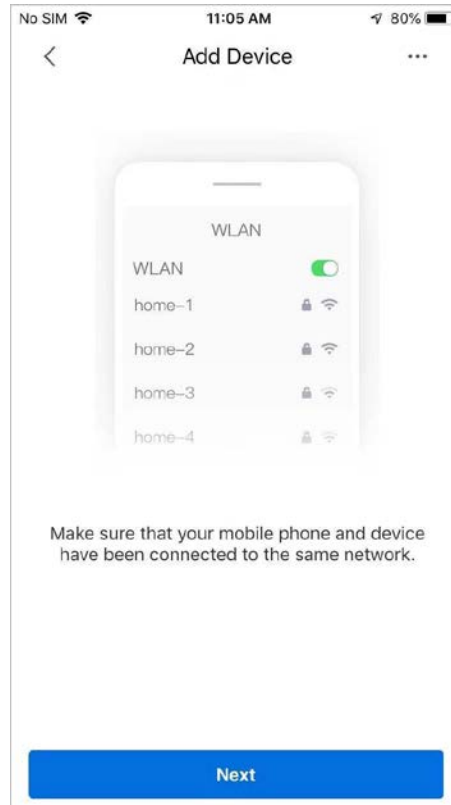 No SIM 11:05 AM 80%
Add Device
WLAN
WLAN
home-1
home-2
home-3
home-4
Make sure that your mobile phone and device
have been connected to the same network.
Next